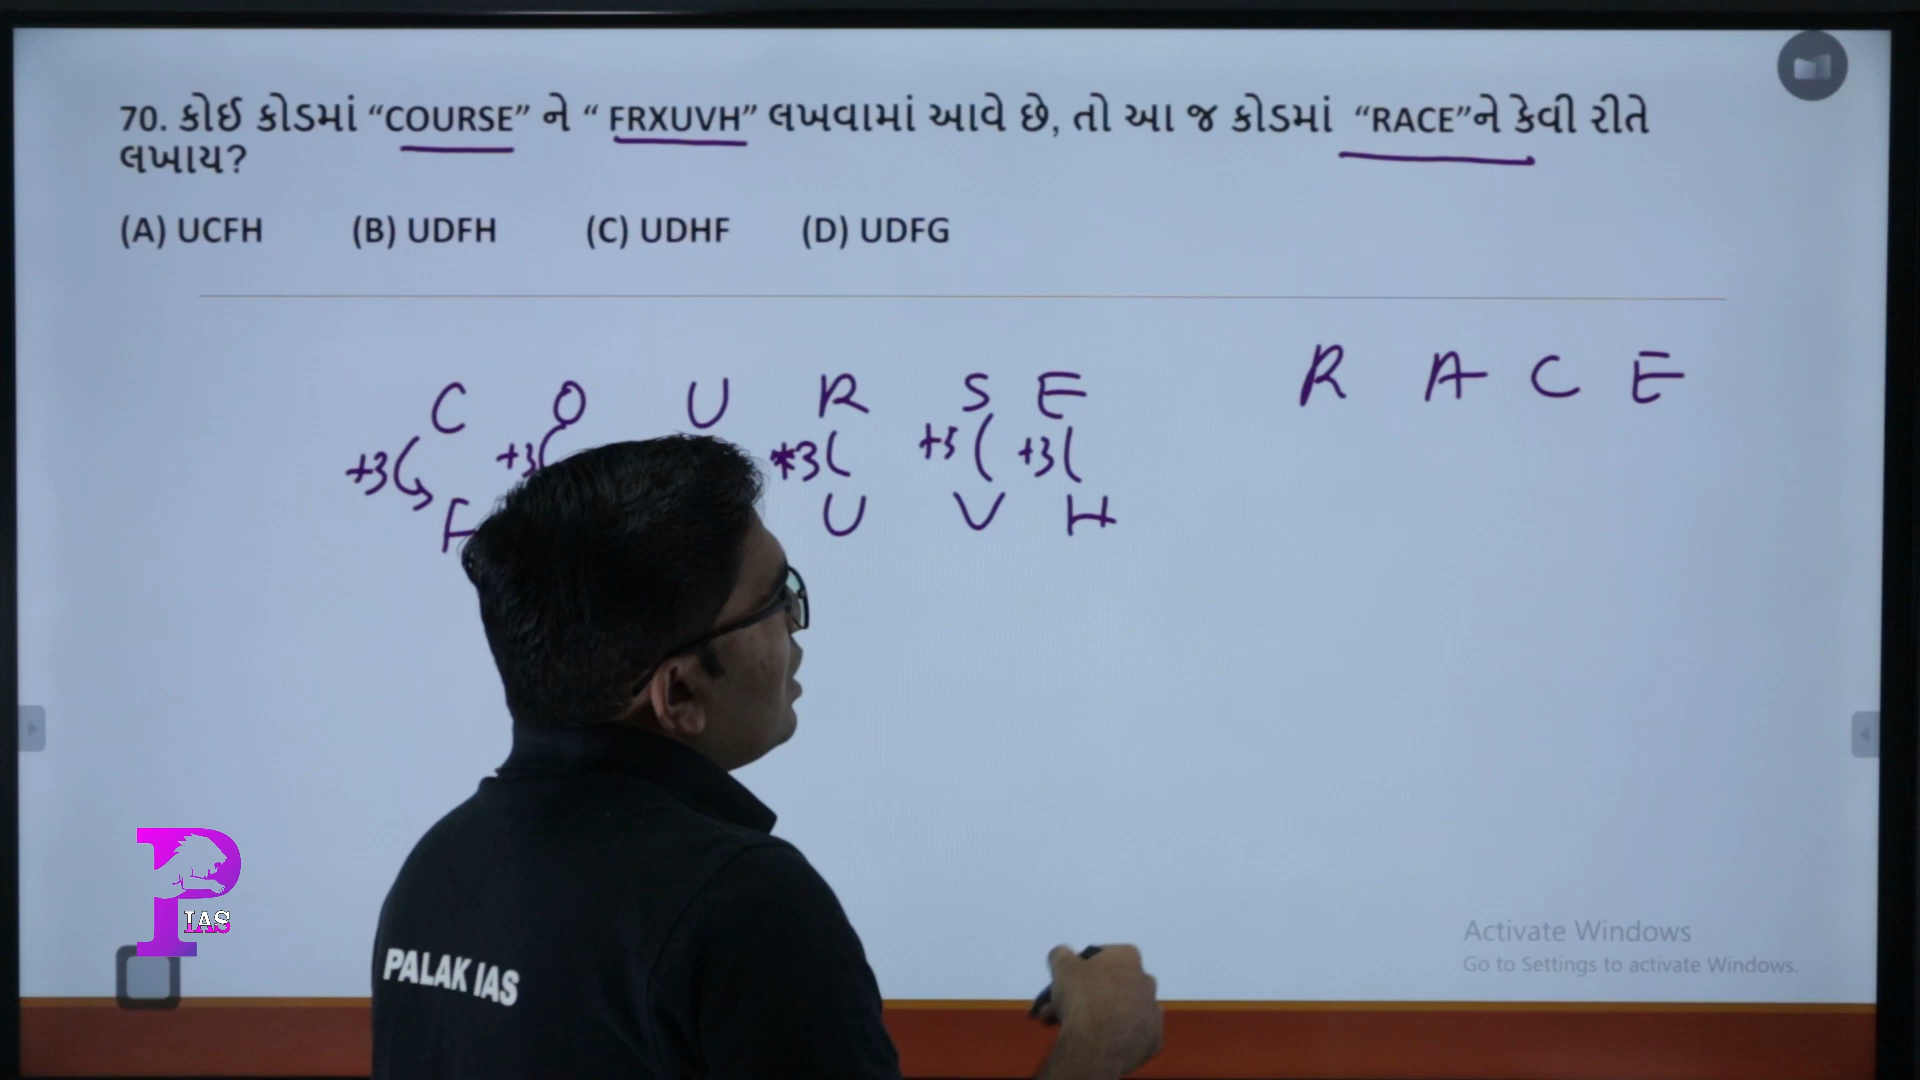 70. કોઈ કોડમાં “COURSE” ને “ FRXUVH” લખવામાં આવે છે, તો આ જ કોડમાં “RACE”ને કેવી રીતે
લખાય?
(A) UCFH (B) UDFH (C) UDHF (D) UDFG
C O U R S E R A C E
+3 +3 +3 +3 +3
F U V H
P IAS
PALAK IAS
Activate Windows
Go to Settings to activate Windows.